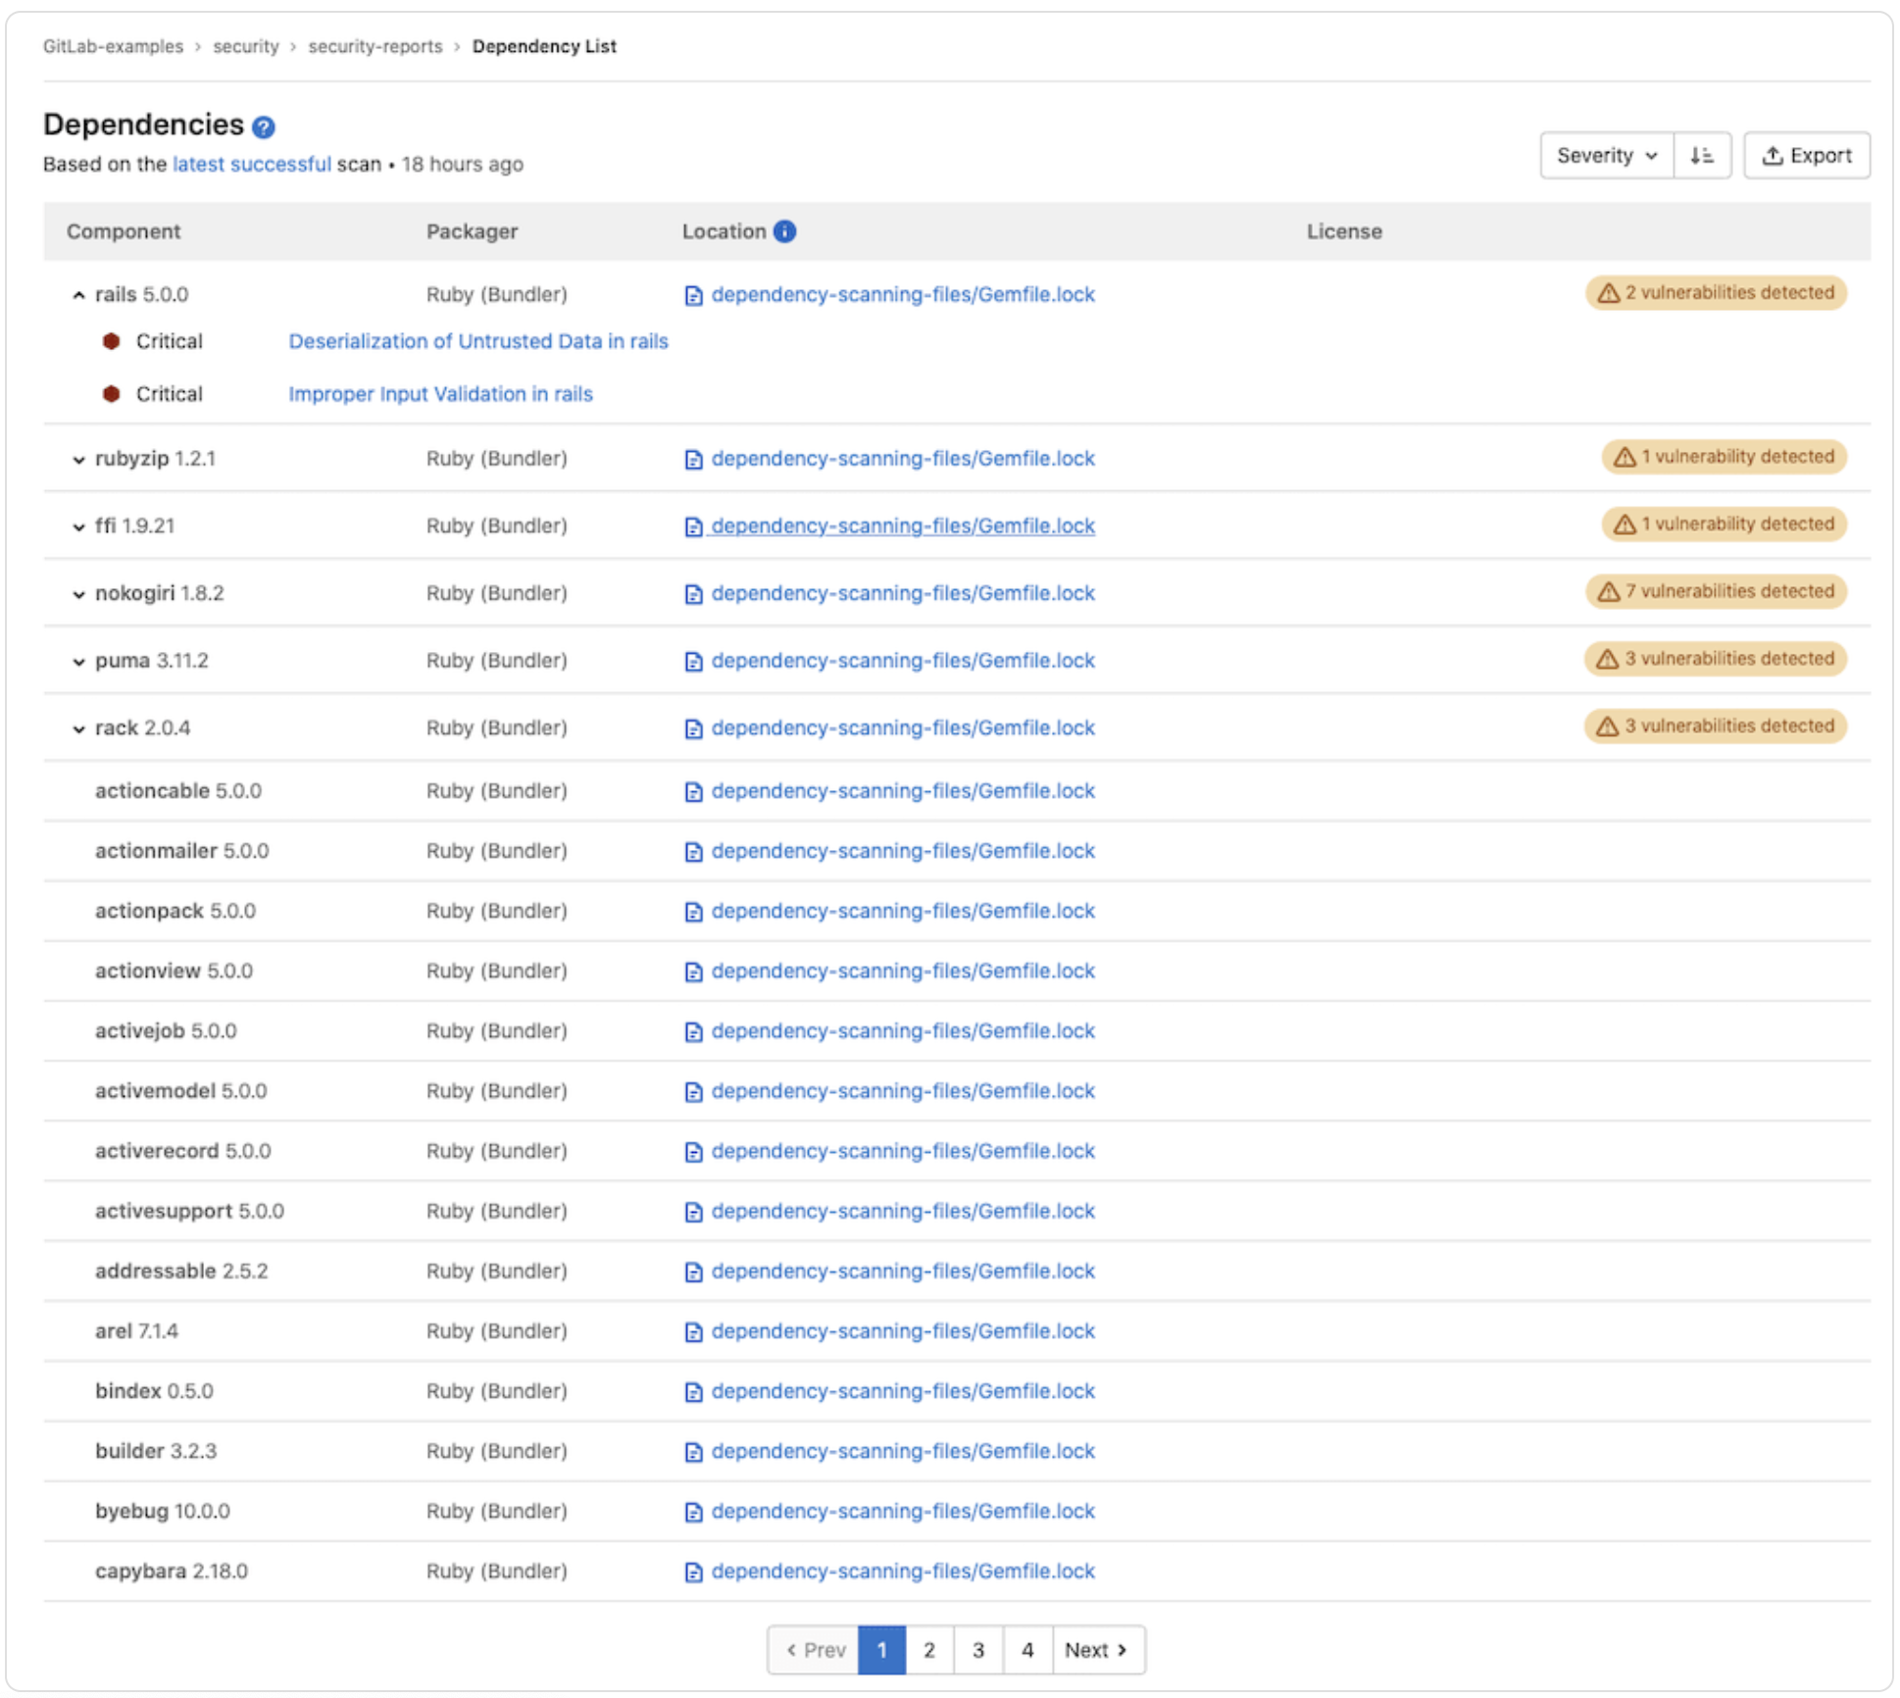 GitLab-examples > security > security-reports > Dependency List
Dependencies ?
Based on the latest successful scan • 18 hours ago
Severity
Export
Component Packager Location i License
rails 5.0.0 Ruby (Bundler) dependency-scanning-files/Gemfile.lock 2 vulnerabilities detected
Critical Deserialization of Untrusted Data in rails
Critical Improper Input Validation in rails
rubyzip 1.2.1 Ruby (Bundler) dependency-scanning-files/Gemfile.lock 1 vulnerability detected
ffi 1.9.21 Ruby (Bundler) dependency-scanning-files/Gemfile.lock 1 vulnerability detected
nokogiri 1.8.2 Ruby (Bundler) dependency-scanning-files/Gemfile.lock 7 vulnerabilities detected
puma 3.11.2 Ruby (Bundler) dependency-scanning-files/Gemfile.lock 3 vulnerabilities detected
rack 2.0.4 Ruby (Bundler) dependency-scanning-files/Gemfile.lock 3 vulnerabilities detected
actioncable 5.0.0 Ruby (Bundler) dependency-scanning-files/Gemfile.lock
actionmailer 5.0.0 Ruby (Bundler) dependency-scanning-files/Gemfile.lock
actionpack 5.0.0 Ruby (Bundler) dependency-scanning-files/Gemfile.lock
actionview 5.0.0 Ruby (Bundler) dependency-scanning-files/Gemfile.lock
activejob 5.0.0 Ruby (Bundler) dependency-scanning-files/Gemfile.lock
activemodel 5.0.0 Ruby (Bundler) dependency-scanning-files/Gemfile.lock
activerecord 5.0.0 Ruby (Bundler) dependency-scanning-files/Gemfile.lock
activesupport 5.0.0 Ruby (Bundler) dependency-scanning-files/Gemfile.lock
addressable 2.5.2 Ruby (Bundler) dependency-scanning-files/Gemfile.lock
arel 7.1.4 Ruby (Bundler) dependency-scanning-files/Gemfile.lock
bindex 0.5.0 Ruby (Bundler) dependency-scanning-files/Gemfile.lock
builder 3.2.3 Ruby (Bundler) dependency-scanning-files/Gemfile.lock
byebug 10.0.0 Ruby (Bundler) dependency-scanning-files/Gemfile.lock
capybara 2.18.0 Ruby (Bundler) dependency-scanning-files/Gemfile.lock
< Prev 1 2 3 4 Next >